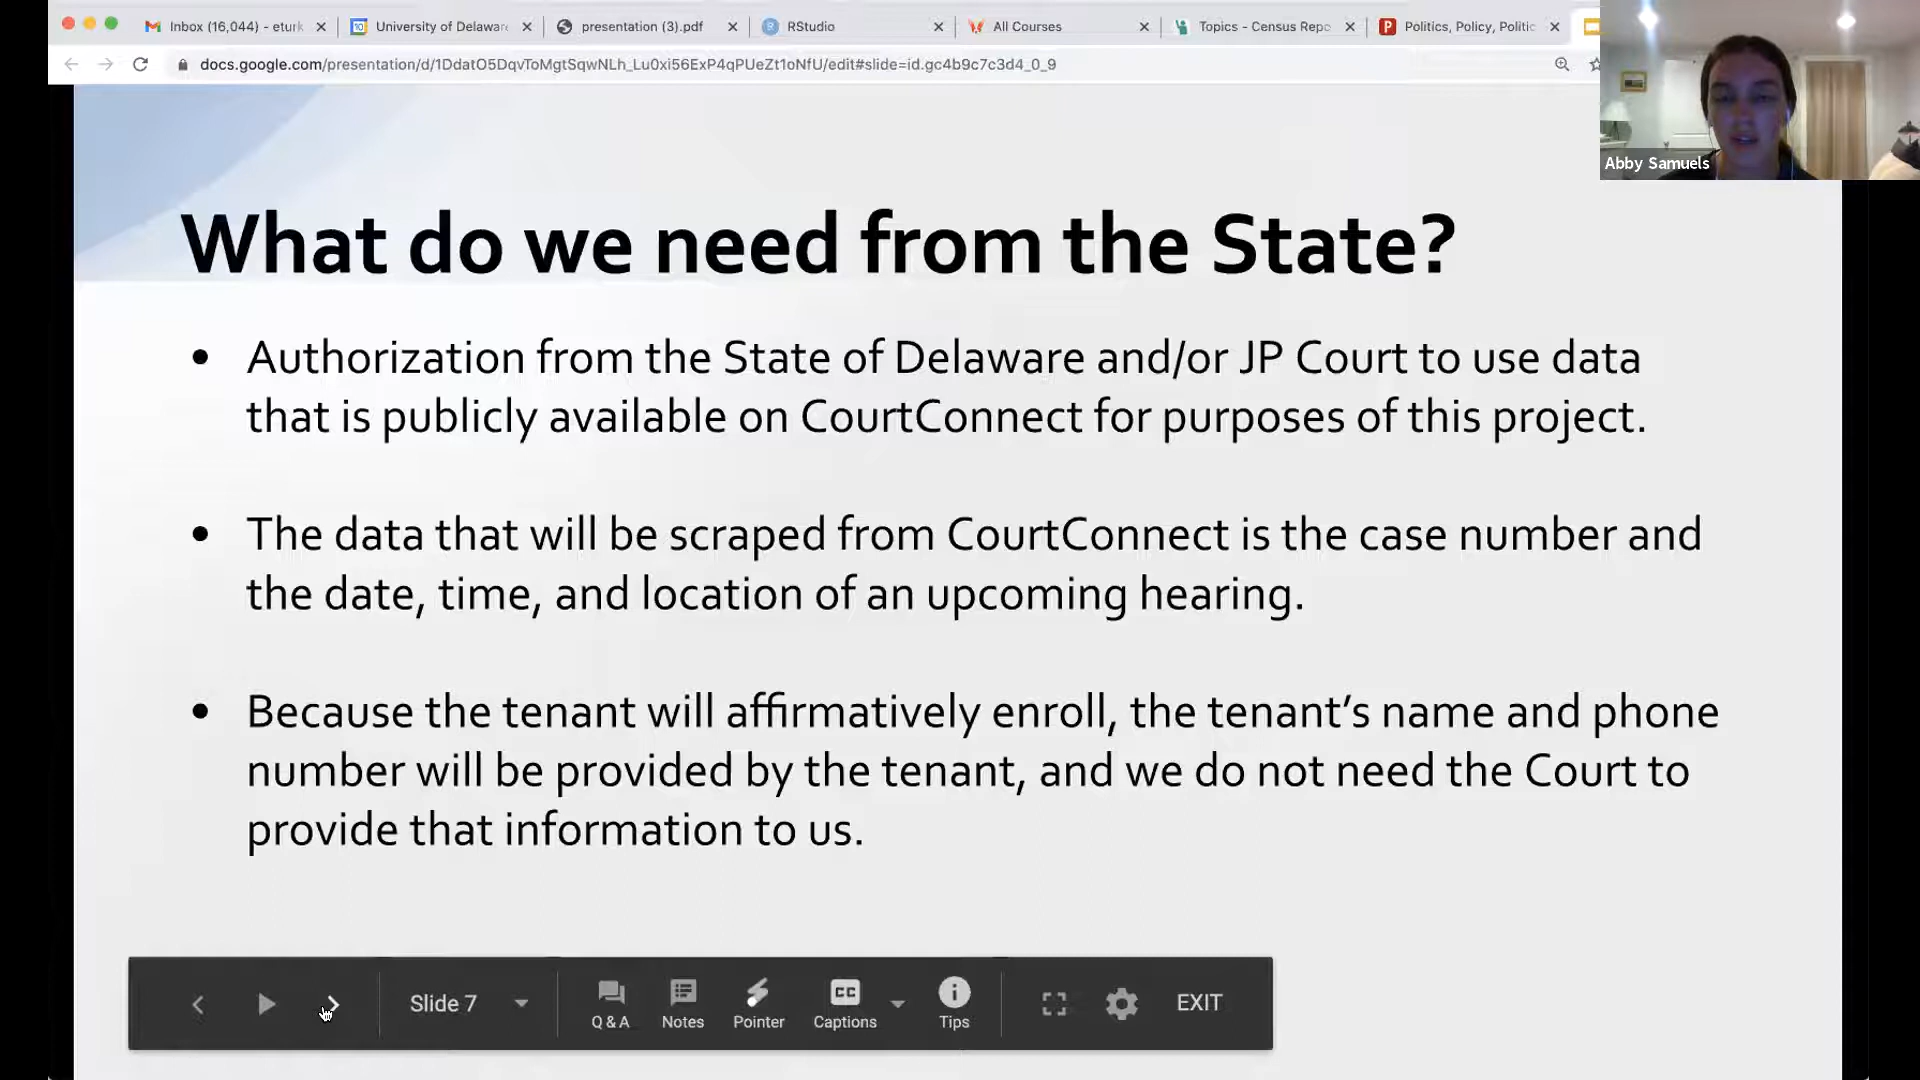 Inbox (16,044) - eturk
University of Delaware
presentation (3).pdf
RStudio
All Courses
Topics - Census Repo
Politics, Policy, Politic
docs.google.com/presentation/d/1DdatO5DqvToMgtSqwNLh_Lu0xi56ExP4qPUeZt1oNfU/edit#slide=id.gc4b9c7c3d4_0_9
Abby Samuels
What do we need from the State?
• Authorization from the State of Delaware and/or JP Court to use data
that is publicly available on CourtConnect for purposes of this project.
• The data that will be scraped from CourtConnect is the case number and
the date, time, and location of an upcoming hearing.
• Because the tenant will affirmatively enroll, the tenant’s name and phone
number will be provided by the tenant, and we do not need the Court to
provide that information to us.
Slide 7
Q & A
Notes
Pointer
CC
Captions
Tips
EXIT